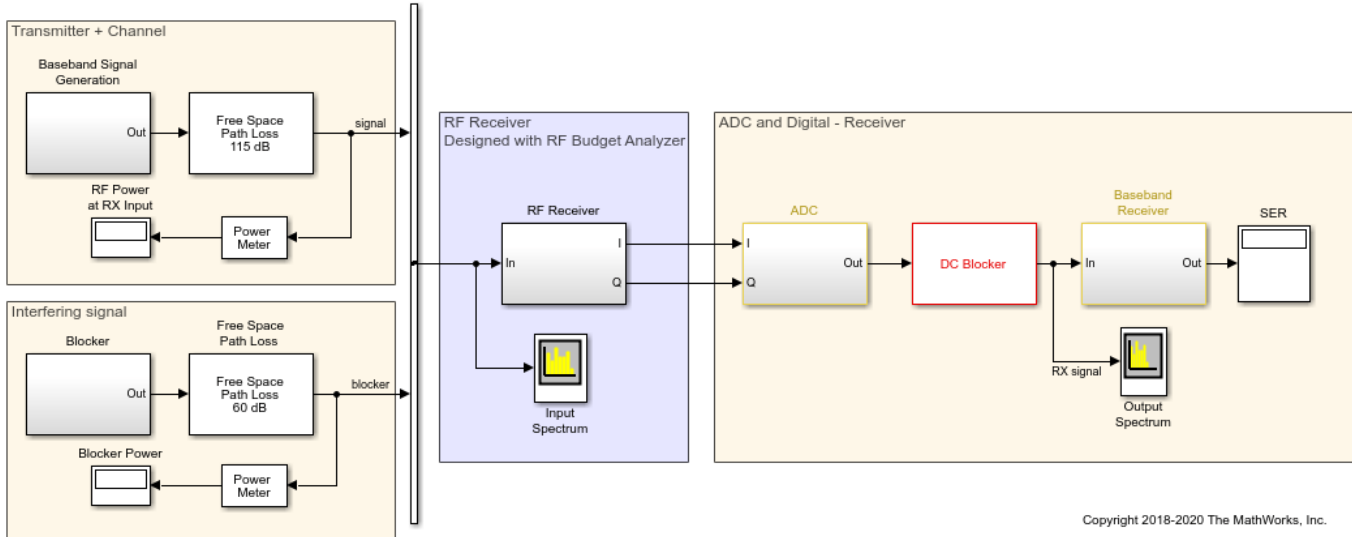 Transmitter + Channel
Baseband Signal
Generation
Out
Free Space
Path Loss
115 dB
signal
RF Power
at RX Input
Power
Meter
Interfering signal
Blocker
Out
Free Space
Path Loss
Free Space
Path Loss
60 dB
blocker
Blocker Power
Power
Meter
RF Receiver
Designed with RF Budget Analyzer
RF Receiver
In
I
Q
Input
Spectrum
ADC and Digital - Receiver
ADC
I
Q
Out
DC Blocker
Baseband
Receiver
In
Out
SER
RX signal
Output
Spectrum
Copyright 2018-2020 The MathWorks, Inc.